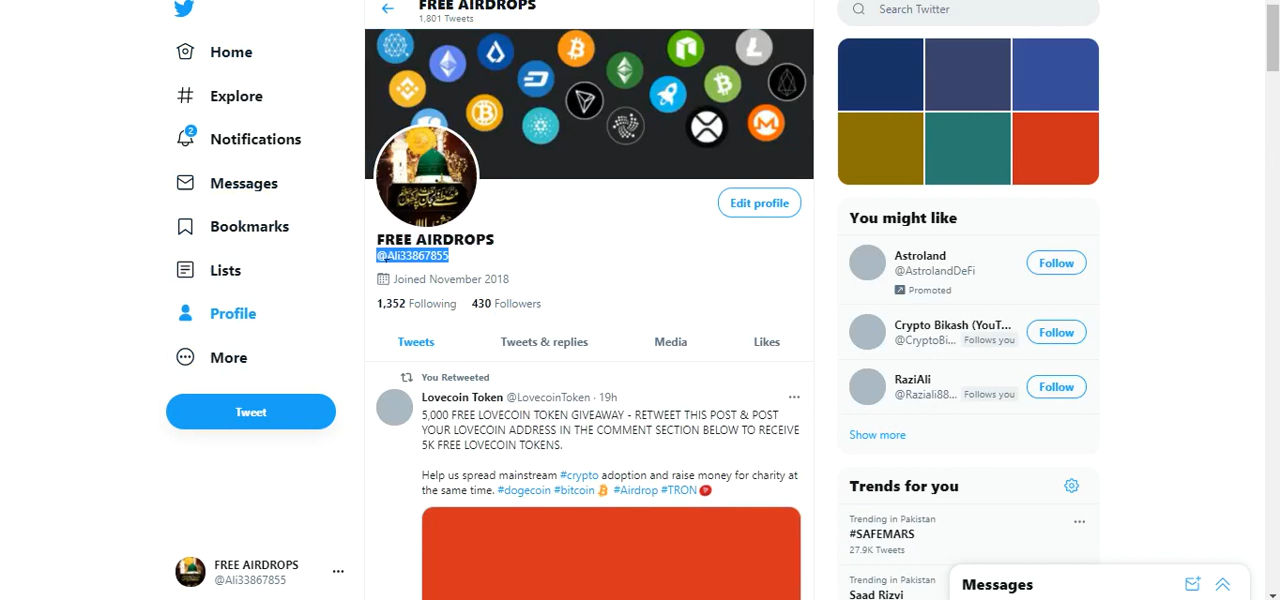 FREE AIRDROPS
1,801 Tweets
Search Twitter
Home
Explore
2
Notifications
Messages
Bookmarks
Lists
Profile
More
Tweet
FREE AIRDROPS
@Ali33867855
Edit profile
FREE AIRDROPS
@Ali33867855
Joined November 2018
1,352 Following 430 Followers
Tweets
Tweets & replies
Media
Likes
You Retweeted
Lovecoin Token @LovecoinToken · 19h
5,000 FREE LOVECOIN TOKEN GIVEAWAY - RETWEET THIS POST & POST
YOUR LOVECOIN ADDRESS IN THE COMMENT SECTION BELOW TO RECEIVE
5K FREE LOVECOIN TOKENS.
Help us spread mainstream #crypto adoption and raise money for charity at
the same time. #dogecoin #bitcoin #Airdrop #TRON
You might like
Astroland
@AstrolandDeFi
Promoted
Follow
Crypto Bikash (YouT...
@CryptoBi... Follows you
Follow
RaziAli
@Raziali88... Follows you
Follow
Show more
Trends for you
Trending in Pakistan
#SAFEMARS
27.9K Tweets
Trending in Pakistan
Saad Rizvi
Messages